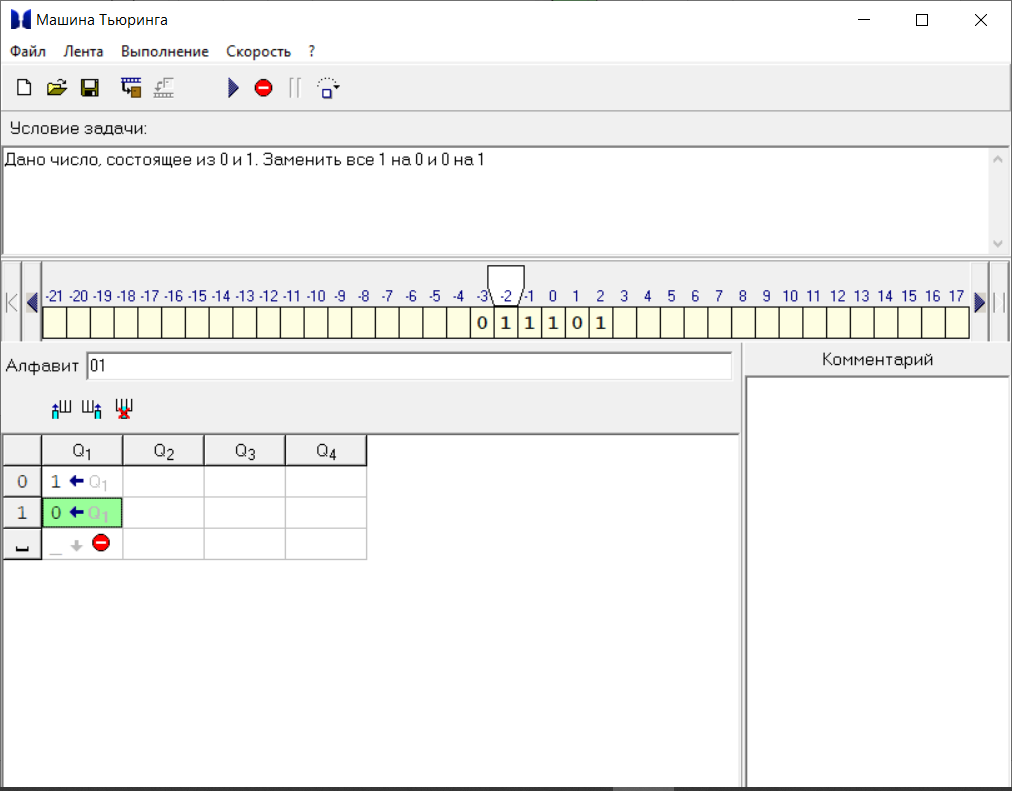 Машина Тьюринга
Файл Лента Выполнение Скорость ?
Условие задачи:
Дано число, состоящее из 0 и 1. Заменить все 1 на 0 и 0 на 1
-21 -20 -19 -18 -17 -16 -15 -14 -13 -12 -11 -10 -9 -8 -7 -6 -5 -4 -3 -2 -1 0 1 2 3 4 5 6 7 8 9 10 11 12 13 14 15 16 17
0 1 1 1 0 1
Алфавит 01
Комментарий
Q1 Q2 Q3 Q4
0 1 ← Q1
1 0 ← Q1
_ ↓